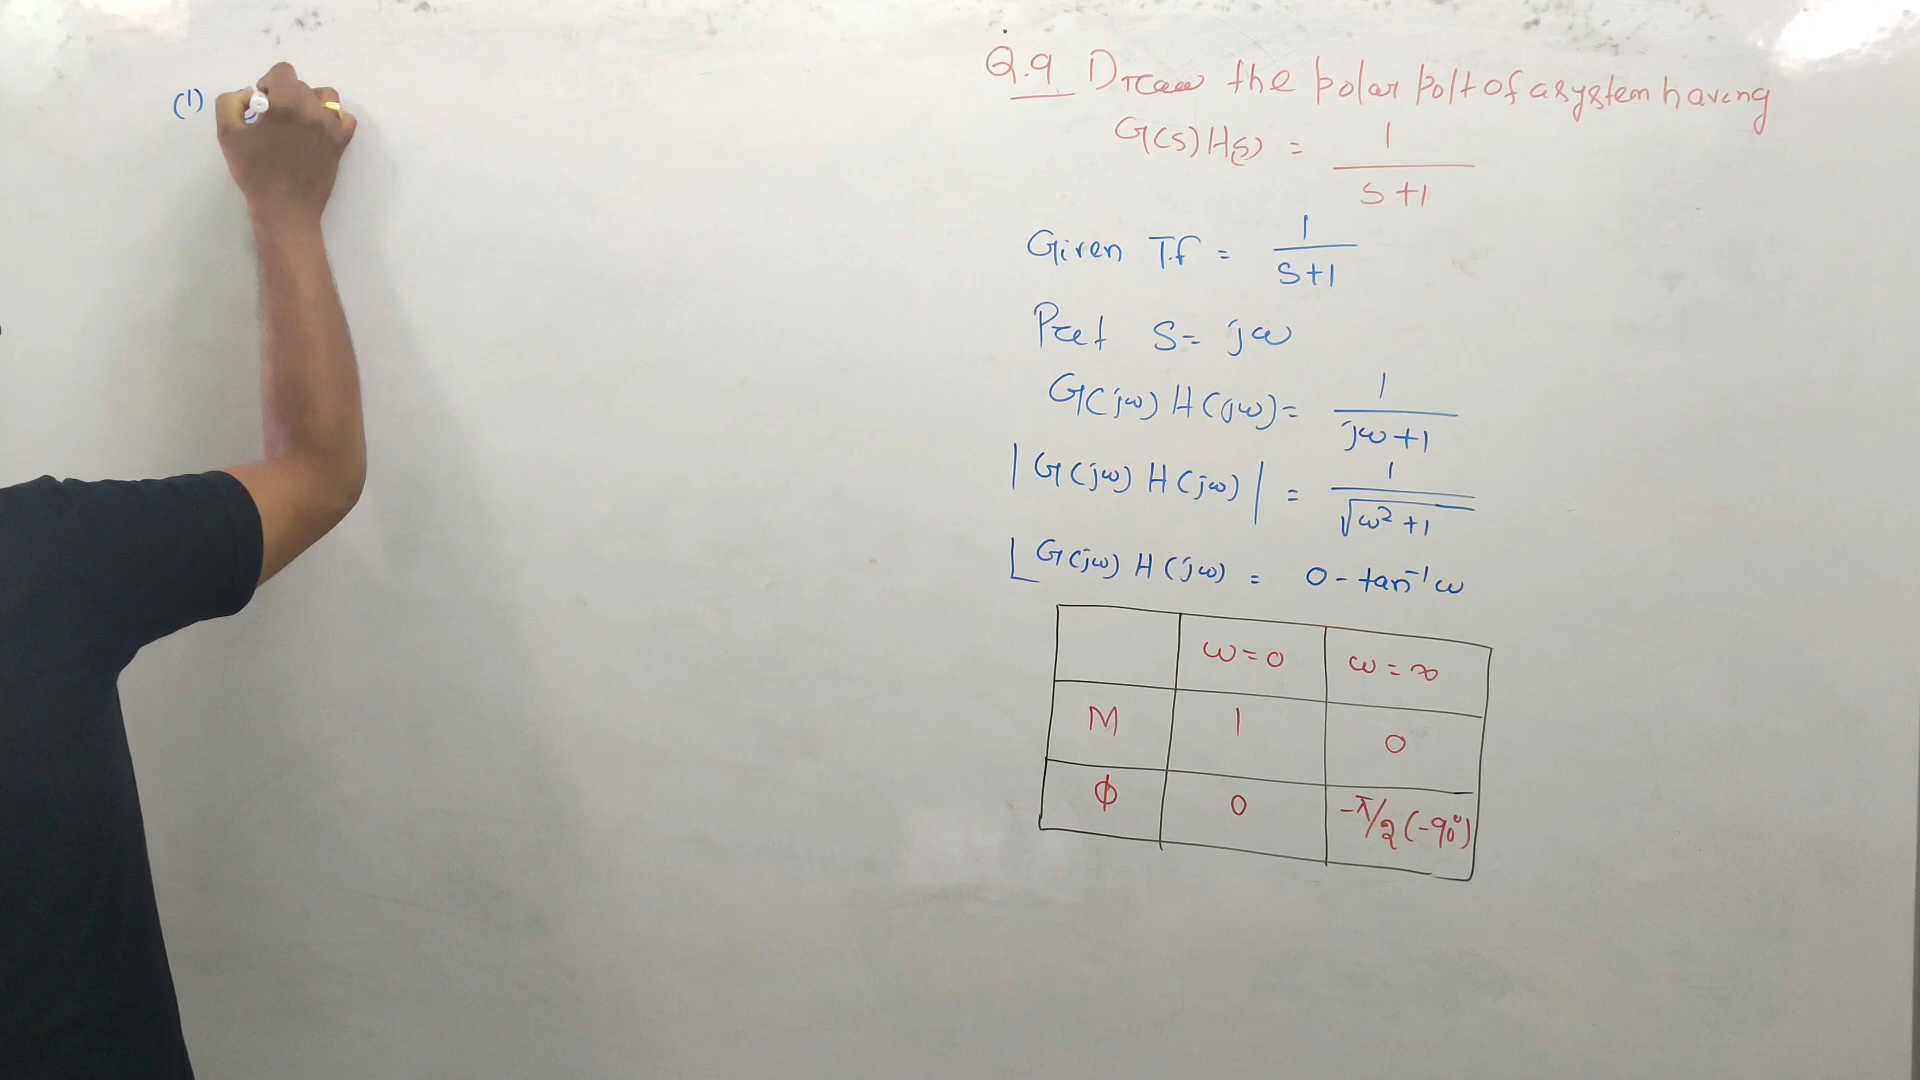 (1)
Q.9 Draw the polar polt of a system having
G(s)H(s) = 1/(s+1)
Given T.f = 1/(s+1)
Put s = jω
G(jω) H(jω) = 1/(jω+1)
|G(jω) H(jω)| = 1/√(ω²+1)
∠G(jω) H(jω) = 0 - tan⁻¹ω
ω=0 ω=∞
M 1 0
ϕ 0 -π/2 (-90°)